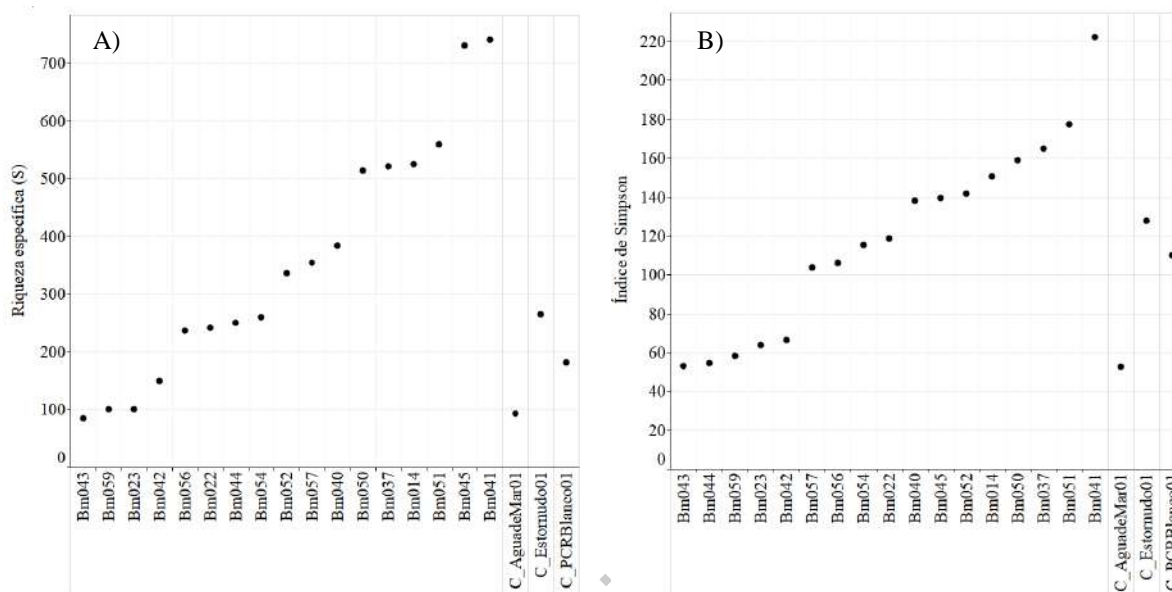 A)
Riqueza específica (S)
700
600
500
400
300
200
100
0
Bm043
Bm059
Bm023
Bm042
Bm056
Bm022
Bm044
Bm054
Bm052
Bm057
Bm040
Bm050
Bm037
Bm014
Bm051
Bm045
Bm041
C_AguadeMar01
C_Estornudo01
C_PCRBlanco01
B)
Índice de Simpson
220
200
180
160
140
120
100
80
60
40
20
0
Bm043
Bm044
Bm059
Bm023
Bm042
Bm057
Bm056
Bm054
Bm022
Bm040
Bm045
Bm052
Bm014
Bm050
Bm037
Bm051
Bm041
C_AguadeMar01
C_Estornudo01
C_PCRBlanco01